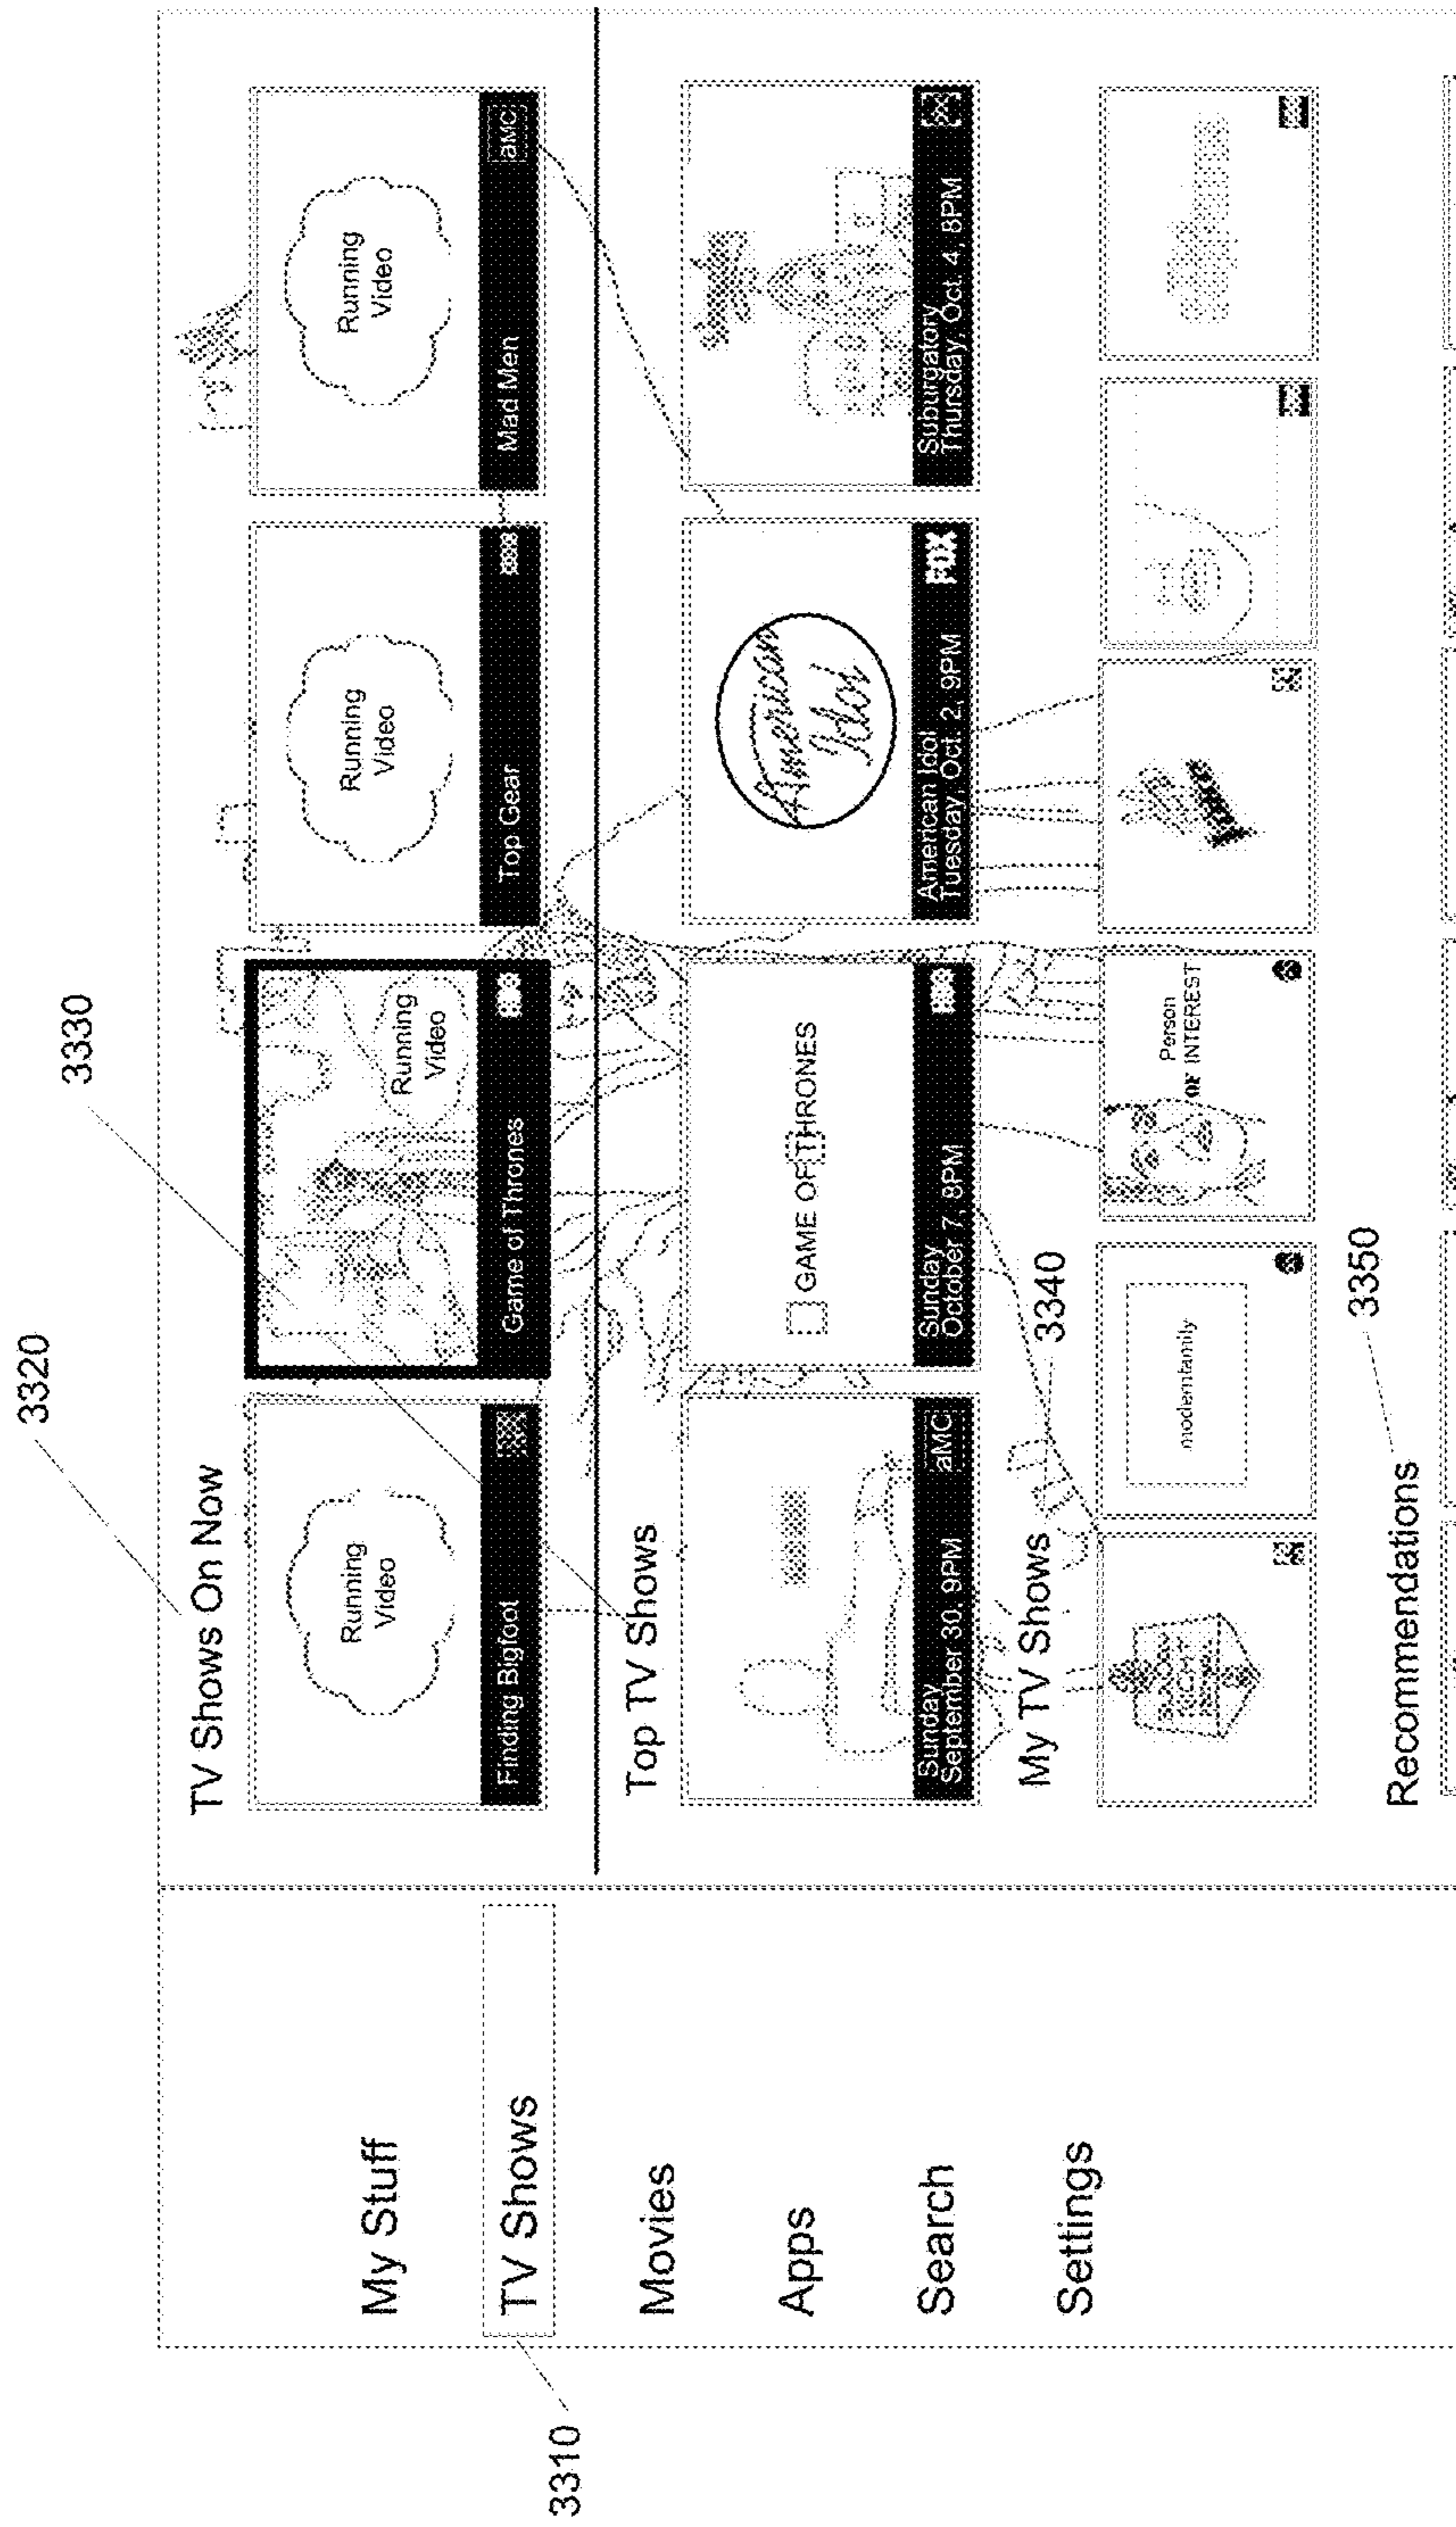 3320
3330
TV Shows On Now
Running
Video
Finding Bigfoot
Running
Video
Game of Thrones
Running
Video
Top Gear
Running
Video
Mad Men
aMC
My Stuff
TV Shows
Movies
Apps
Search
Settings
3310
Top TV Shows
Sunday
September 30, 9PM
aMC
GAME OF THRONES
Sunday
October 7, 8PM
American
Idol
American Idol
Tuesday, Oct. 2, 9PM
FOX
Suburgatory
Thursday, Oct. 4, 8PM
My TV Shows
3340
SUNDAY
NIGHT
modernfamily
Person
OF INTEREST
Recommendations
3350